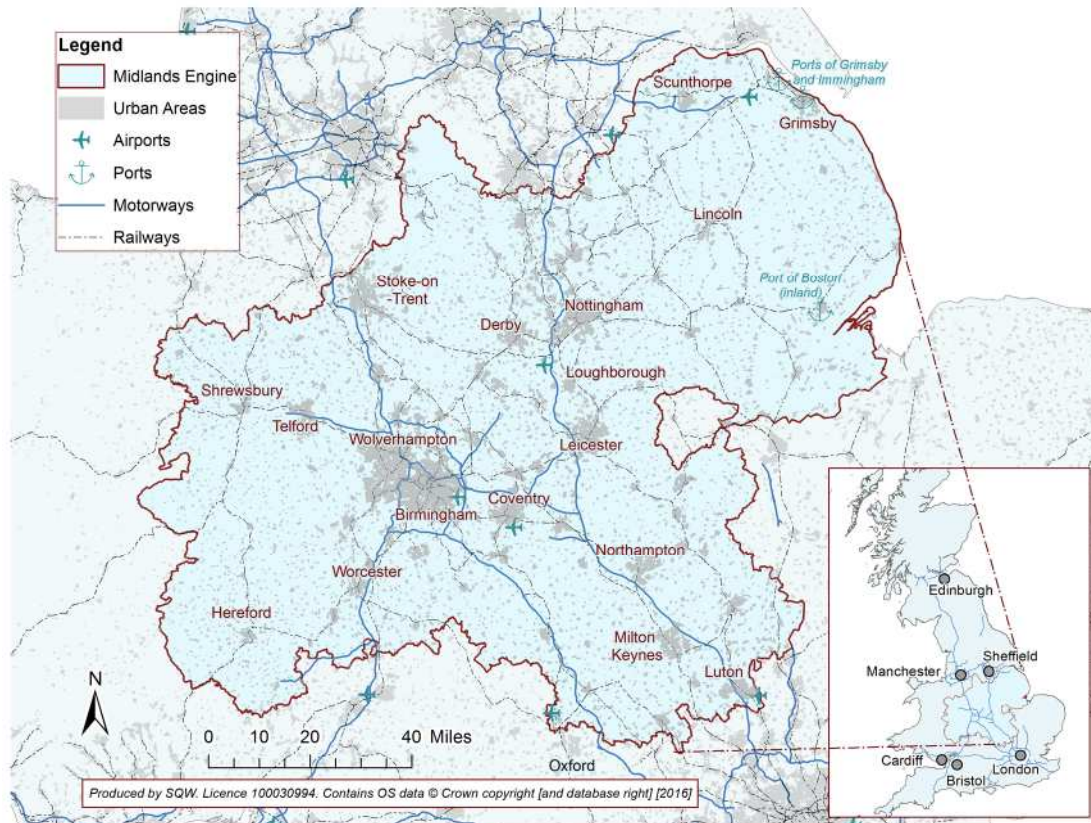 Legend
Midlands Engine
Urban Areas
Airports
Ports
Motorways
Railways
Ports of Grimsby
and Immingham
Scunthorpe
Grimsby
Lincoln
Port of Boston
(inland)
Stoke-on
-Trent
Nottingham
Derby
Loughborough
Shrewsbury
Telford
Wolverhampton
Leicester
Birmingham
Coventry
Northampton
Worcester
Hereford
Milton
Keynes
Luton
N
0 10 20 40 Miles
Oxford
Produced by SQW. Licence 100030994. Contains OS data © Crown copyright [and database right] [2016]
Edinburgh
Manchester
Sheffield
Cardiff
Bristol
London